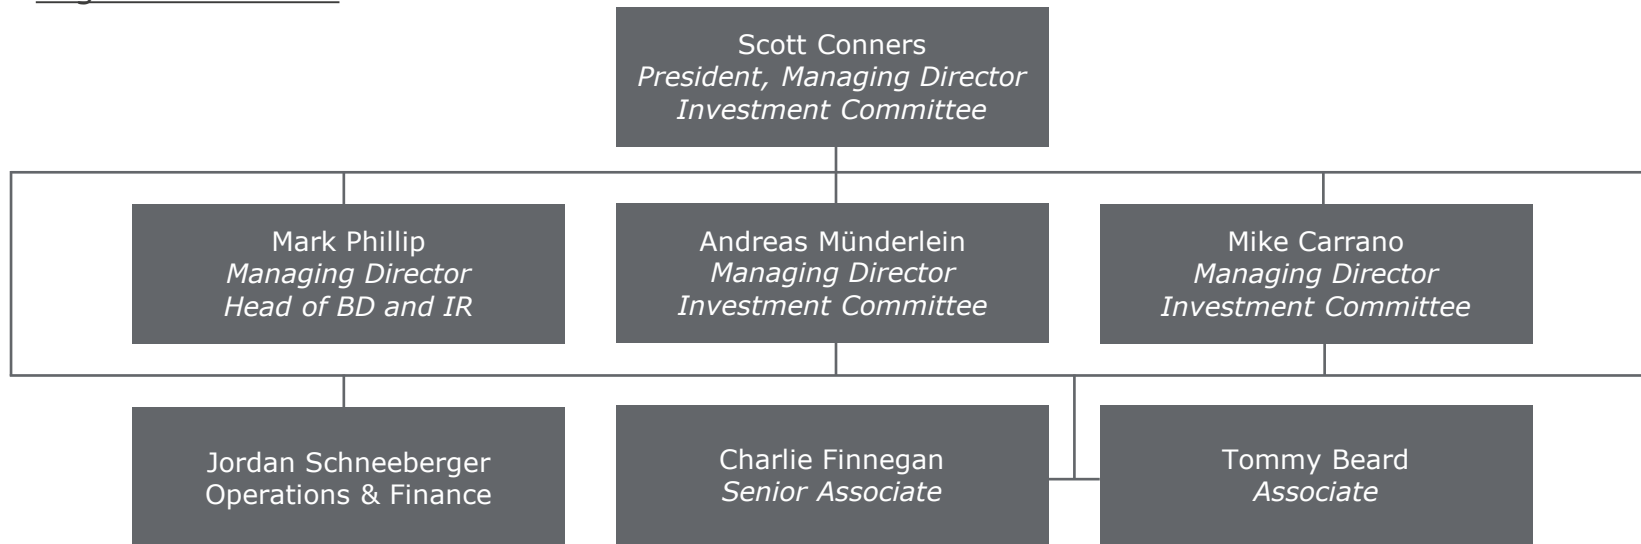 Scott Conners
President, Managing Director
Investment Committee
Mark Phillip
Managing Director
Head of BD and IR
Andreas Münderlein
Managing Director
Investment Committee
Mike Carrano
Managing Director
Investment Committee
Jordan Schneeberger
Operations & Finance
Charlie Finnegan
Senior Associate
Tommy Beard
Associate